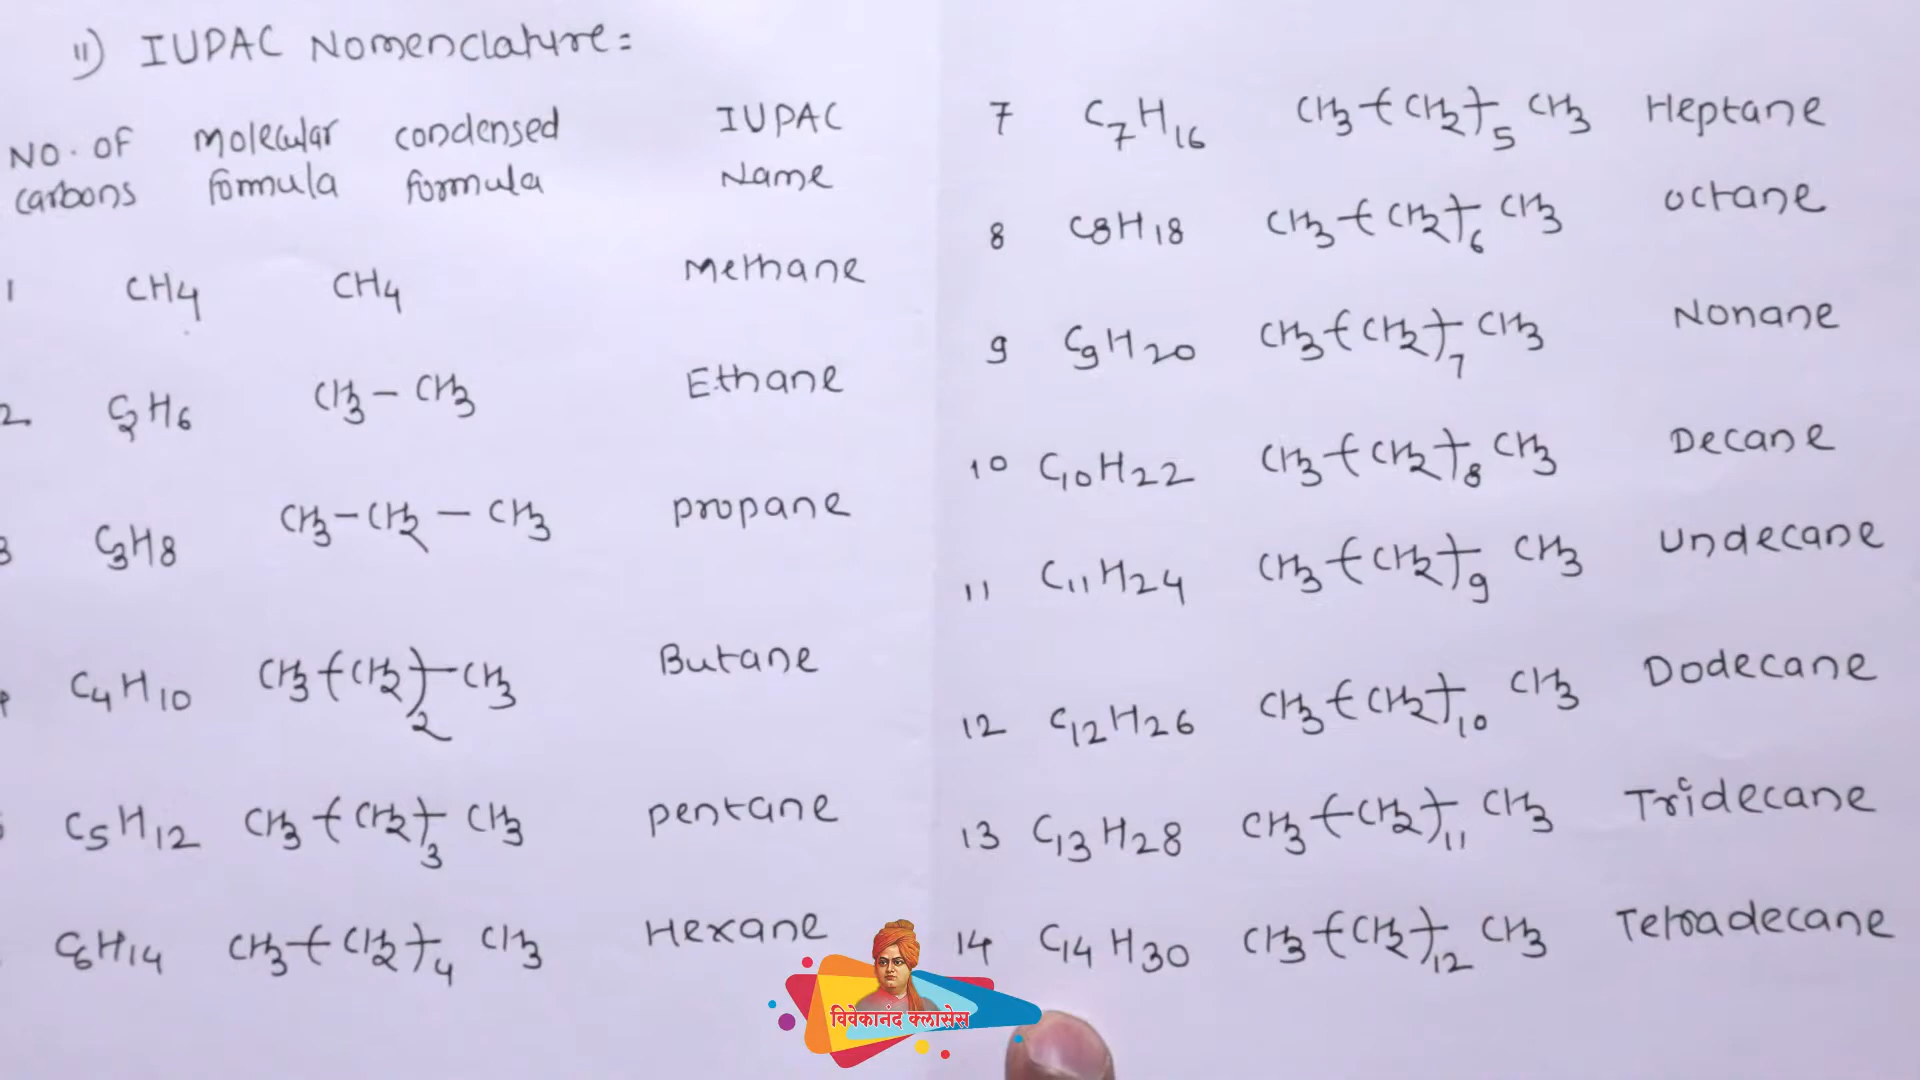 11) IUPAC Nomenclature:
NO. OF carbons molecular formula condensed formula IUPAC Name
1 CH4 CH4 Methane
2 C2H6 CH3-CH3 Ethane
3 C3H8 CH3-CH2-CH3 propane
C4H10 CH3-(CH2)2-CH3 Butane
C5H12 CH3-(CH2)3-CH3 pentane
C6H14 CH3-(CH2)4-CH3 Hexane
7 C7H16 CH3-(CH2)5-CH3 Heptane
8 C8H18 CH3-(CH2)6-CH3 octane
9 C9H20 CH3-(CH2)7-CH3 Nonane
10 C10H22 CH3-(CH2)8-CH3 Decane
11 C11H24 CH3-(CH2)9-CH3 Undecane
12 C12H26 CH3-(CH2)10-CH3 Dodecane
13 C13H28 CH3-(CH2)11-CH3 Tridecane
14 C14H30 CH3-(CH2)12-CH3 Tetradecane
विवेकानंद क्लासेस